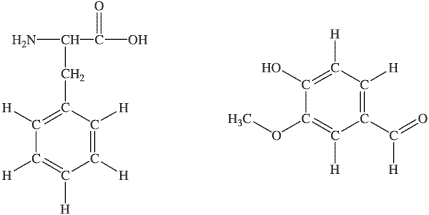 O
H₂N CH C OH
CH₂
C
H C C H
C C
H C H
H
H
HO C H
C C
H₃C C C
O C C O
H H